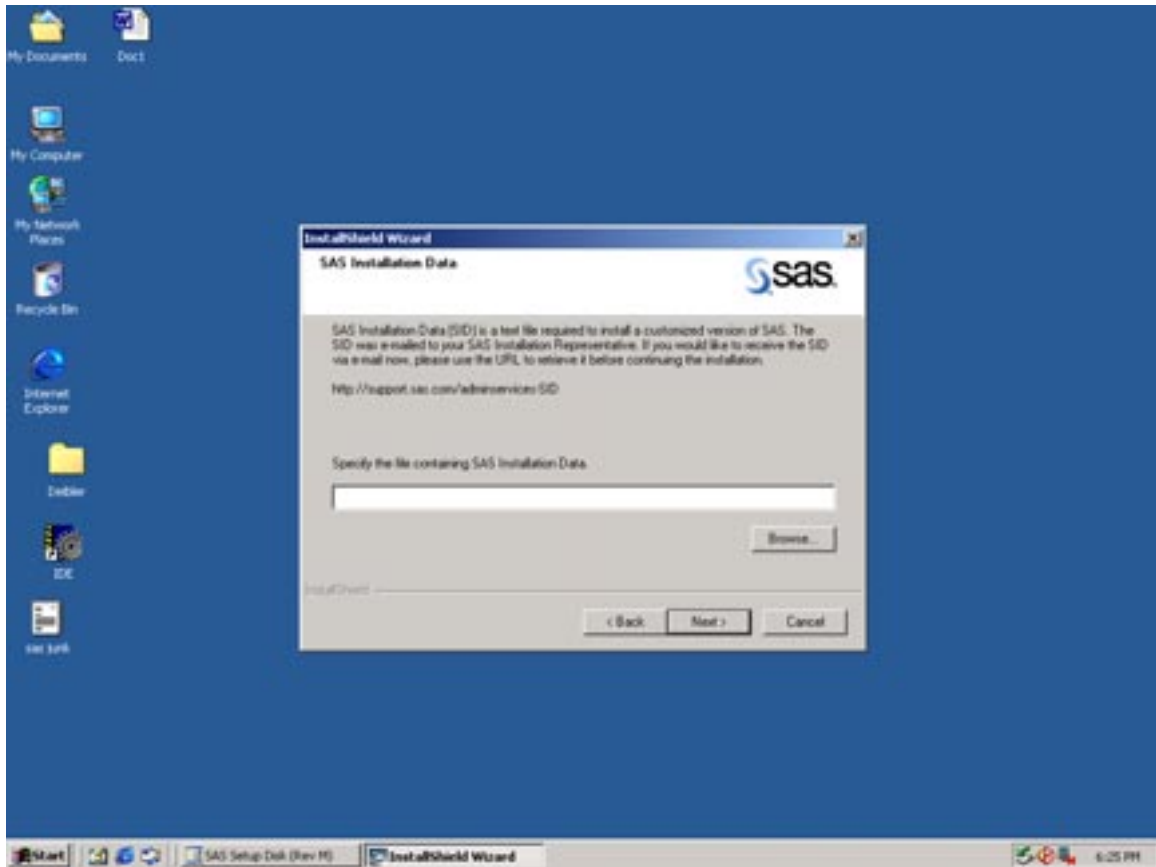 My Documents
Doc1
My Computer
My Network
Places
Recycle Bin
Internet
Explorer
IDE
sas junk
InstallShield Wizard
SAS Installation Data
sas
SAS Installation Data (SID) is a text file required to install a customized version of SAS. The
SID was e-mailed to your SAS Installation Representative. If you would like to receive the SID
via e-mail now, please use the URL to retrieve it before continuing the installation.
http://support.sas.com/adminservices-SID
Specify the file containing SAS Installation Data.
Browse...
InstallShield
< Back
Next >
Cancel
Start
SAS Setup Disk (Rev M)
InstallShield Wizard
6:25 PM